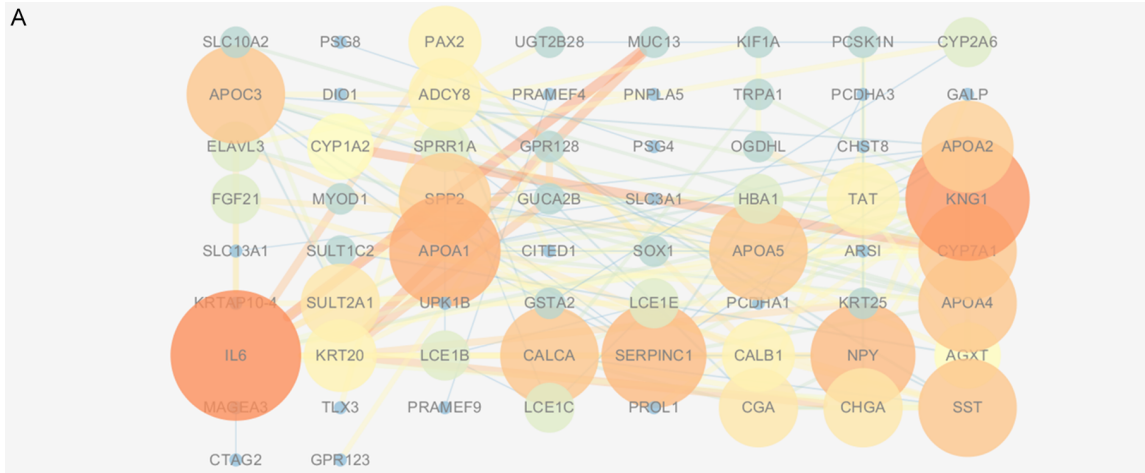 A
SLC10A2 PSG8 PAX2 UGT2B28 MUC13 KIF1A PCSK1N CYP2A6
APOC3 DIO1 ADCY8 PRAMEF4 PNPLA5 TRPA1 PCDHA3 GALP
ELAVL3 CYP1A2 SPRR1A GPR128 PSG4 OGDHL CHST8 APOA2
FGF21 MYOD1 SPP2 GUCA2B SLC3A1 HBA1 TAT KNG1
SLC13A1 SULT1C2 APOA1 CITED1 SOX1 APOA5 ARSI CYP7A1
KRTAP10-4 SULT2A1 UPK1B GSTA2 LCE1E PCDHA1 KRT25 APOA4
IL6 KRT20 LCE1B CALCA SERPINC1 CALB1 NPY AGXT
MAGEA3 TLX3 PRAMEF9 LCE1C PROL1 CGA CHGA SST
CTAG2 GPR123